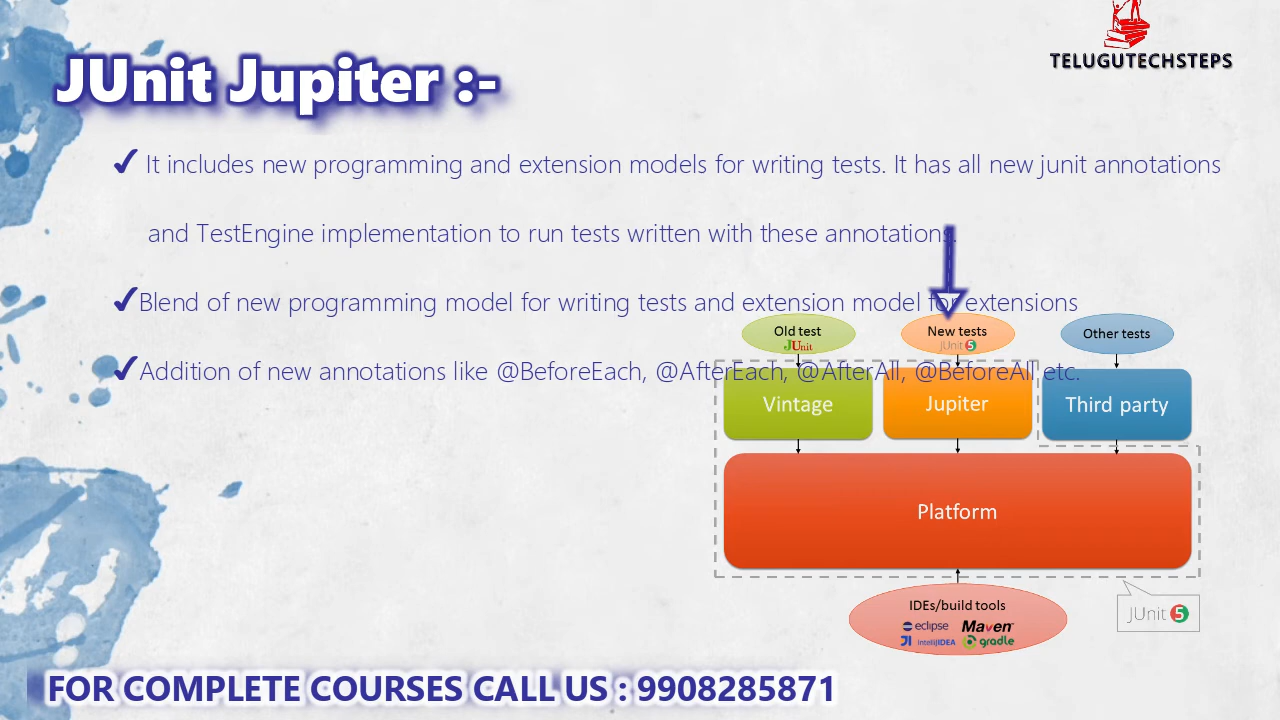 TELUGUTECHSTEPS
JUnit Jupiter :-
✔ It includes new programming and extension models for writing tests. It has all new junit annotations
and TestEngine implementation to run tests written with these annotations.
✔Blend of new programming model for writing tests and extension model for extensions
✔Addition of new annotations like @BeforeEach, @AfterEach, @AfterAll, @BeforeAll etc.
Old test
JUnit
New tests
JUnit 5
Other tests
Vintage
Jupiter
Third party
Platform
IDEs/build tools
eclipse
Maven
IntelliJIDEA
gradle
JUnit 5
FOR COMPLETE COURSES CALL US : 9908285871